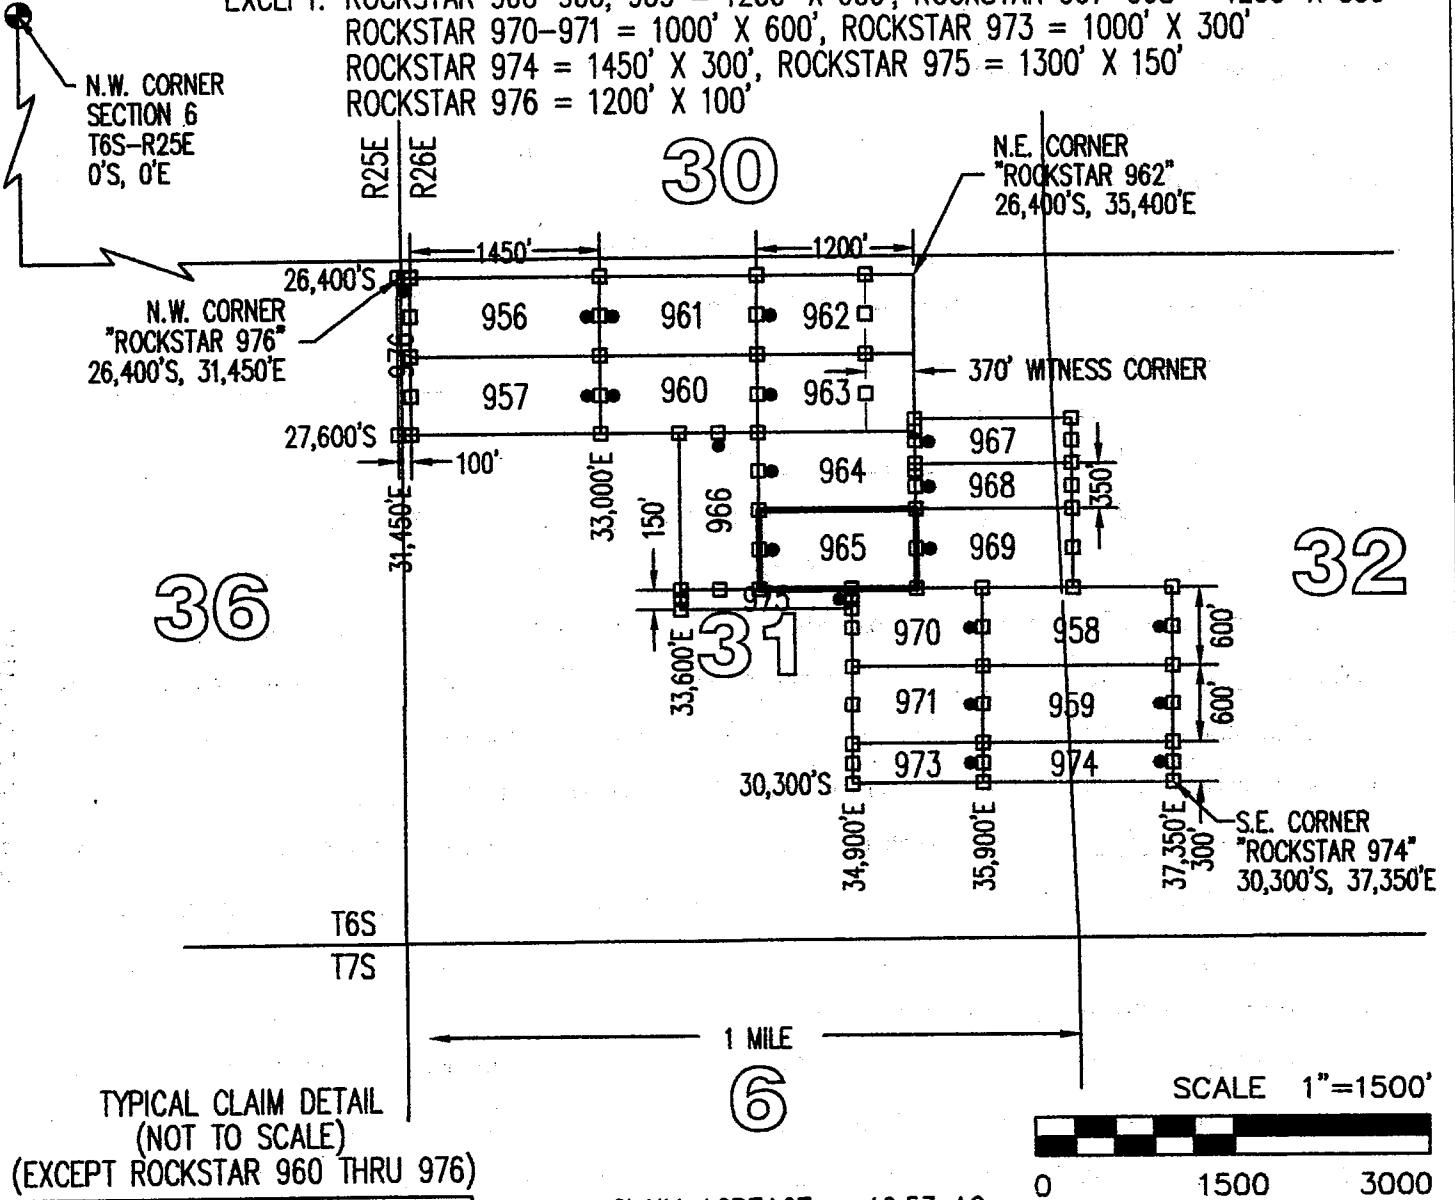 ROCKSTAR 970-971 = 1000' X 600', ROCKSTAR 973 = 1000' X 300'
ROCKSTAR 974 = 1450' X 300', ROCKSTAR 975 = 1300' X 150'
ROCKSTAR 976 = 1200' X 100'
N.W. CORNER
SECTION 6
T6S-R25E
0'S, 0'E
R25E
R26E
30
N.E. CORNER
"ROCKSTAR 962"
26,400'S, 35,400'E
1450'
1200'
26,400'S
N.W. CORNER
"ROCKSTAR 976"
26,400'S, 31,450'E
976
956
961
962
370' WITNESS CORNER
957
960
963
27,600'S
100'
31,450'E
33,000'E
150'
966
964
967
968
350'
965
969
32
36
975
31
33,600'E
970
958
600'
971
959
600'
973
974
30,300'S
34,900'E
35,900'E
37,350'E
300'
S.E. CORNER
"ROCKSTAR 974"
30,300'S, 37,350'E
T6S
T7S
1 MILE
6
TYPICAL CLAIM DETAIL
(NOT TO SCALE)
(EXCEPT ROCKSTAR 960 THRU 976)
SCALE 1"=1500'
0 1500 3000